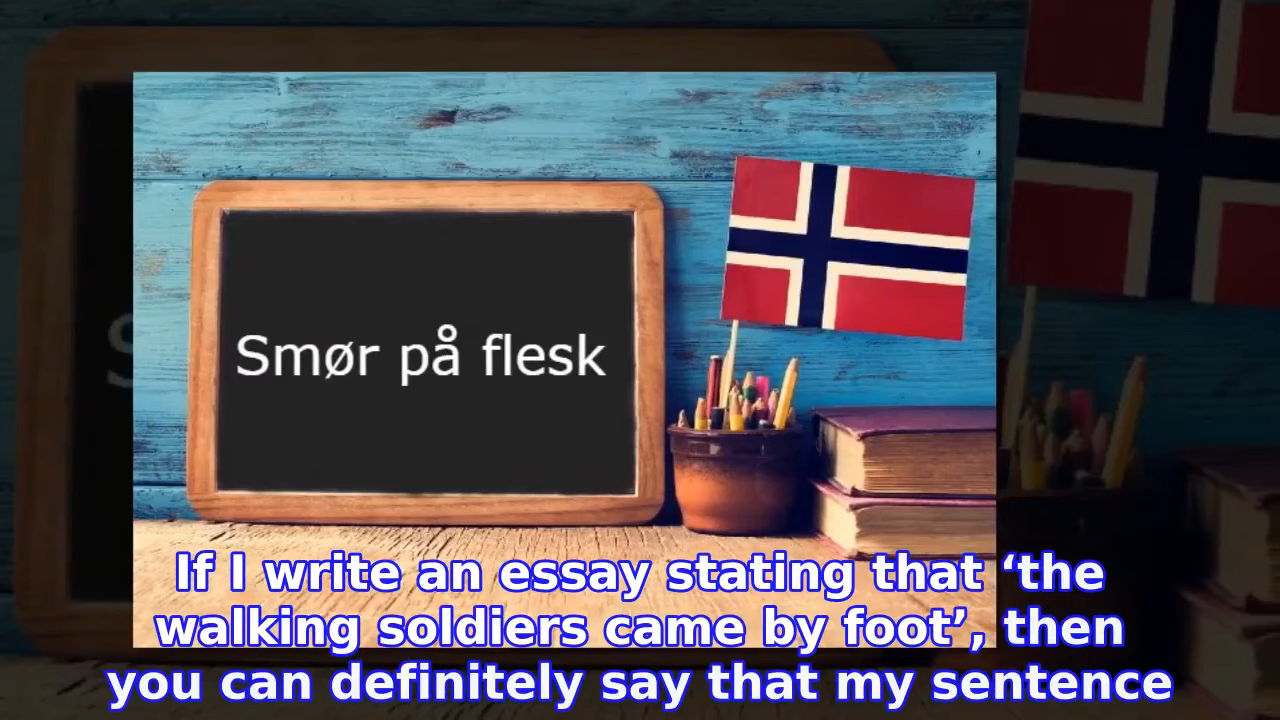 Smør på flesk
If I write an essay stating that ‘the
walking soldiers came by foot’, then
you can definitely say that my sentence